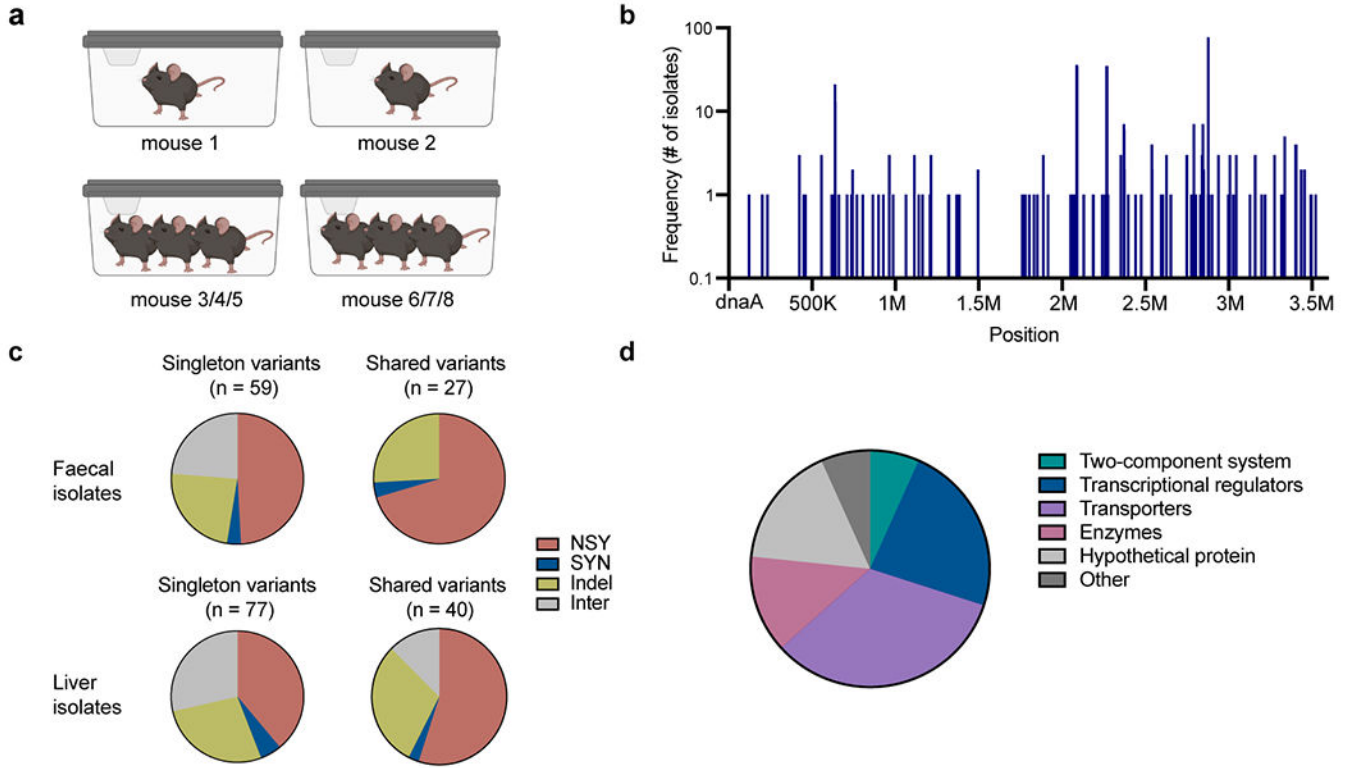 a
mouse 1
mouse 2
mouse 3/4/5
mouse 6/7/8
b
Frequency (# of isolates)
100
10
1
0.1
dnaA 500K 1M 1.5M 2M 2.5M 3M 3.5M
Position
c
Singleton variants
(n = 59)
Shared variants
(n = 27)
Faecal
isolates
Singleton variants
(n = 77)
Shared variants
(n = 40)
Liver
isolates
NSY
SYN
Indel
Inter
d
Two-component system
Transcriptional regulators
Transporters
Enzymes
Hypothetical protein
Other